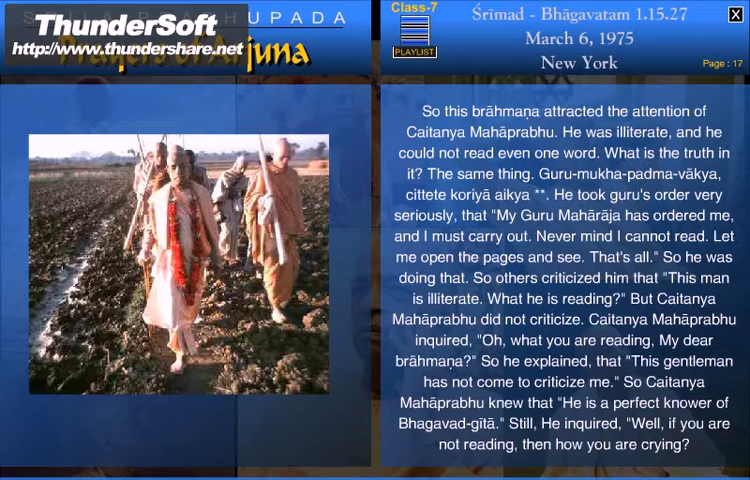 ThunderSoft
http://www.thundershare.net
Class-7
PLAYLIST
Śrīmad - Bhāgavatam 1.15.27
March 6, 1975
New York
X
Page : 17
So this brāhmaṇa attracted the attention of
Caitanya Mahāprabhu. He was illiterate, and he
could not read even one word. What is the truth in
it? The same thing. Guru-mukha-padma-vākya,
cittete koriyā aikya **. He took guru's order very
seriously, that "My Guru Mahārāja has ordered me,
and I must carry out. Never mind I cannot read. Let
me open the pages and see. That's all." So he was
doing that. So others criticized him that "This man
is illiterate. What he is reading?" But Caitanya
Mahāprabhu did not criticize. Caitanya Mahāprabhu
inquired, "Oh, what you are reading, My dear
brāhmaṇa?" So he explained, that "This gentleman
has not come to criticize me." So Caitanya
Mahāprabhu knew that "He is a perfect knower of
Bhagavad-gītā." Still, He inquired, "Well, if you are
not reading, then how you are crying?